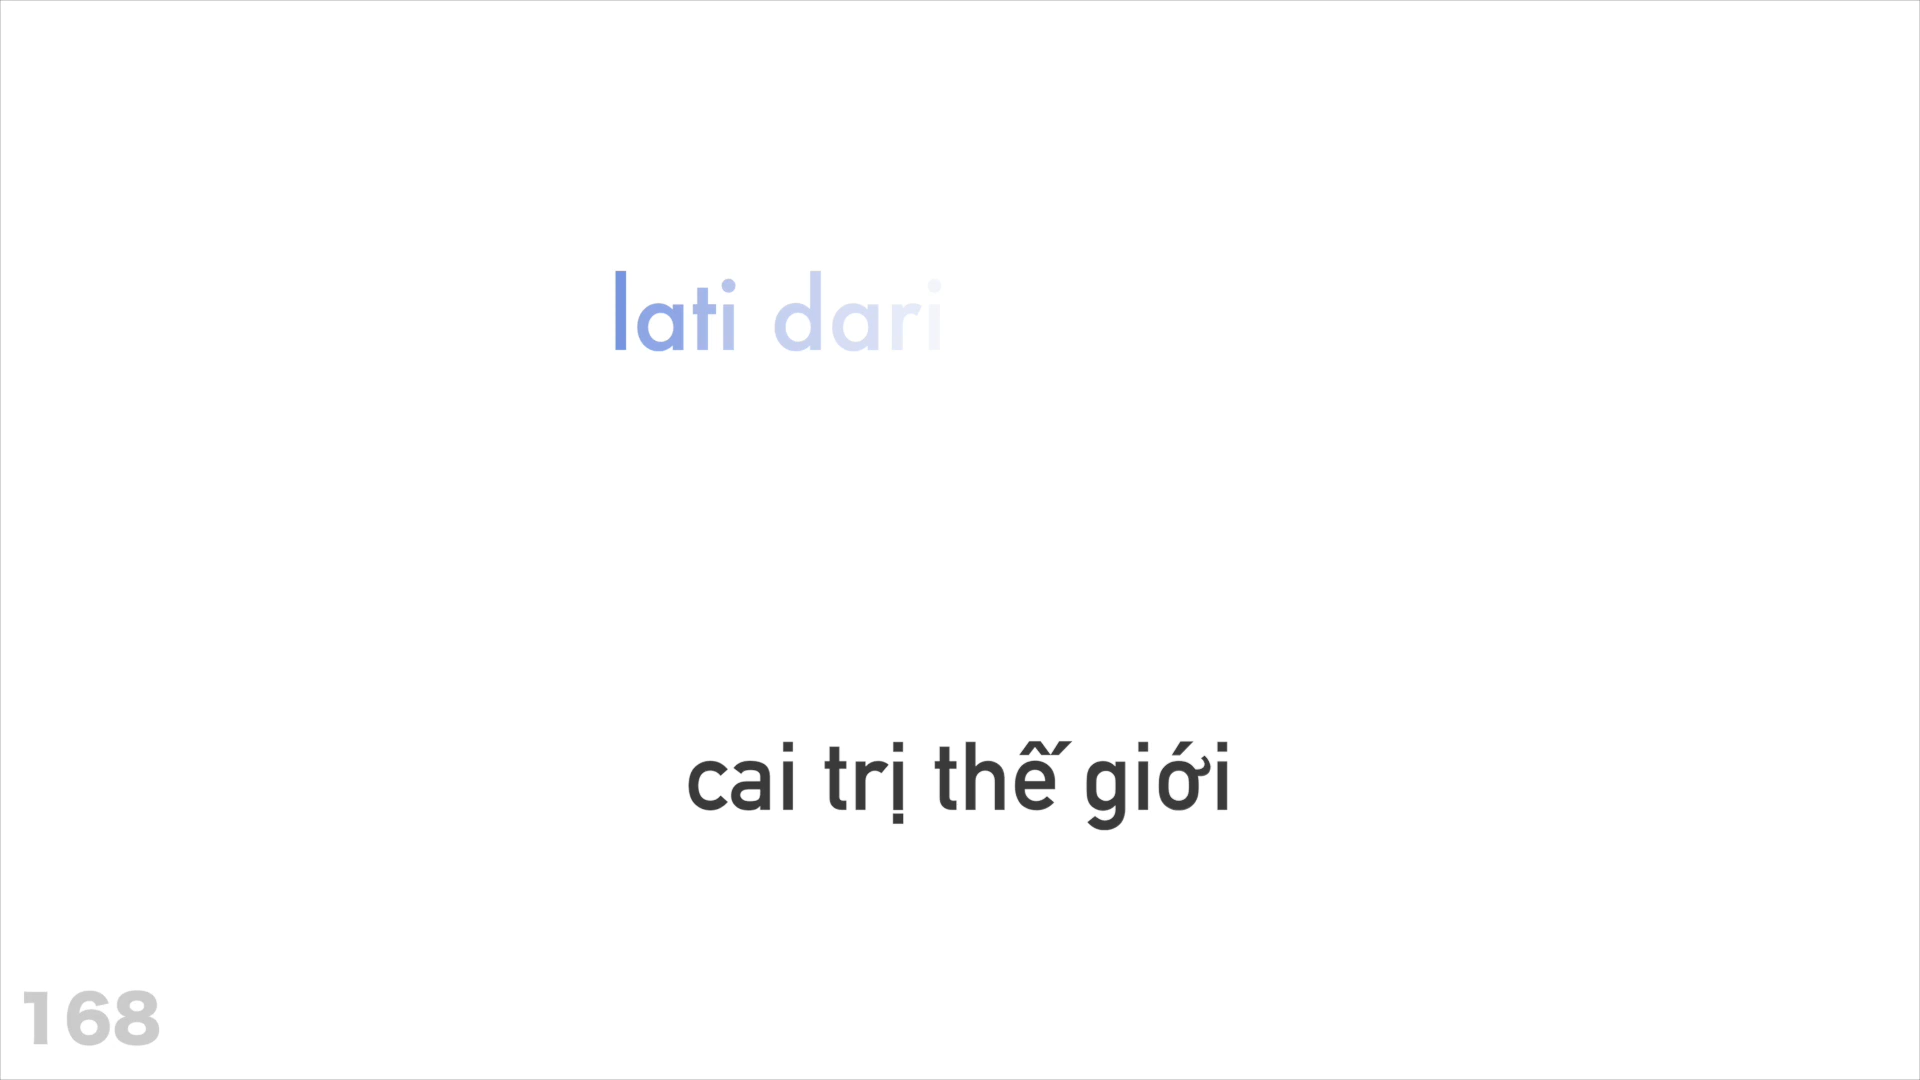 lati dari
cai trị thế giới
168